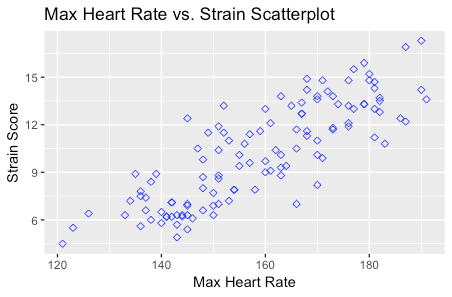 Max Heart Rate vs. Strain Scatterplot
Strain Score
15
12
9
6
120
140
160
180
Max Heart Rate